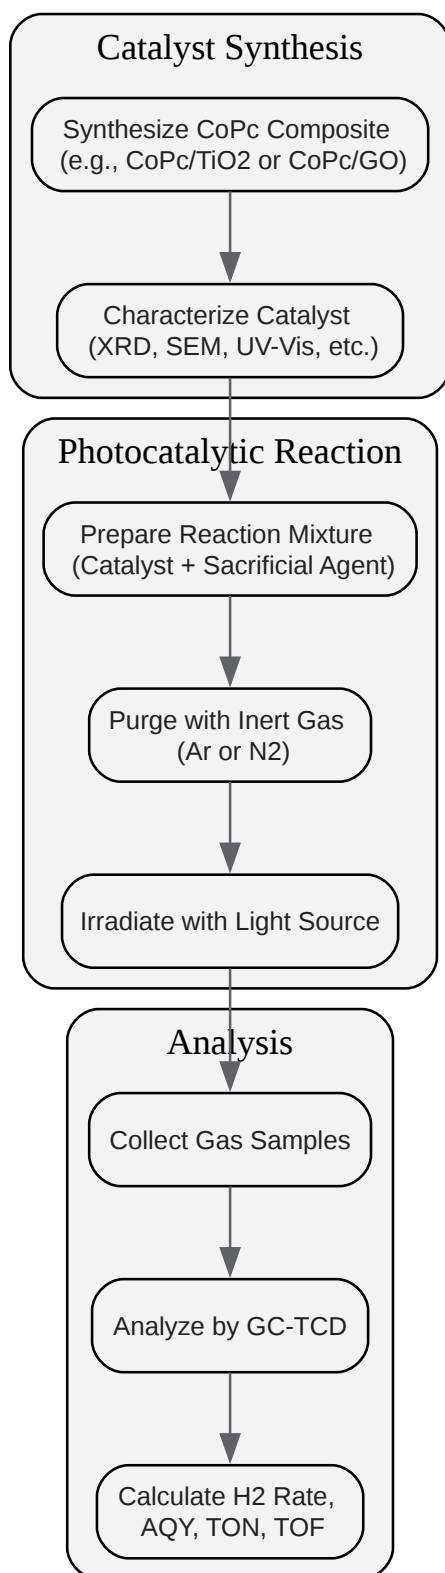 Catalyst Synthesis
Synthesize CoPc Composite
(e.g., CoPc/TiO2 or CoPc/GO)
Characterize Catalyst
(XRD, SEM, UV-Vis, etc.)
Photocatalytic Reaction
Prepare Reaction Mixture
(Catalyst + Sacrificial Agent)
Purge with Inert Gas
(Ar or N2)
Irradiate with Light Source
Analysis
Collect Gas Samples
Analyze by GC-TCD
Calculate H2 Rate,
AQY, TON, TOF